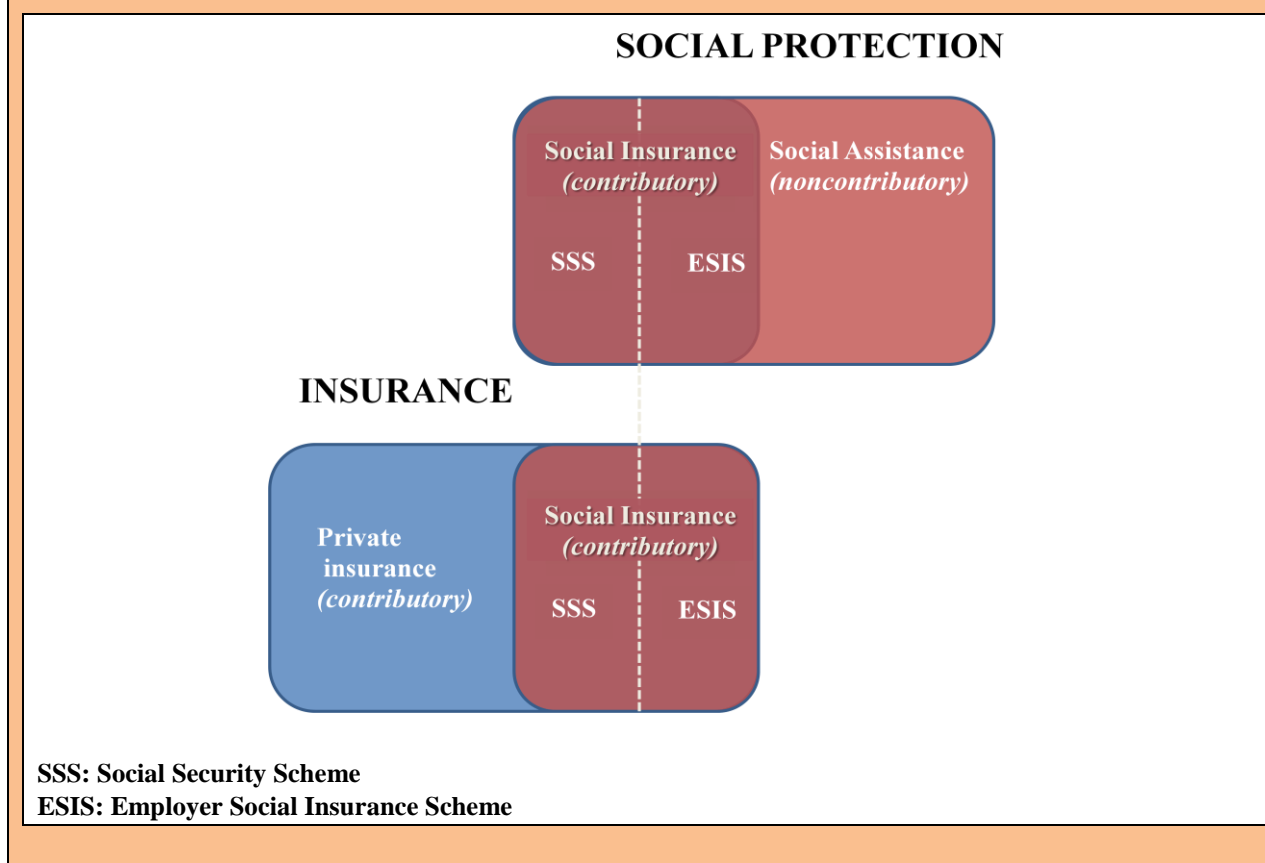 SOCIAL PROTECTION
Social Insurance
(contributory)
Social Assistance
(noncontributory)
SSS
ESIS
INSURANCE
Private
insurance
(contributory)
Social Insurance
(contributory)
SSS
ESIS
SSS: Social Security Scheme
ESIS: Employer Social Insurance Scheme